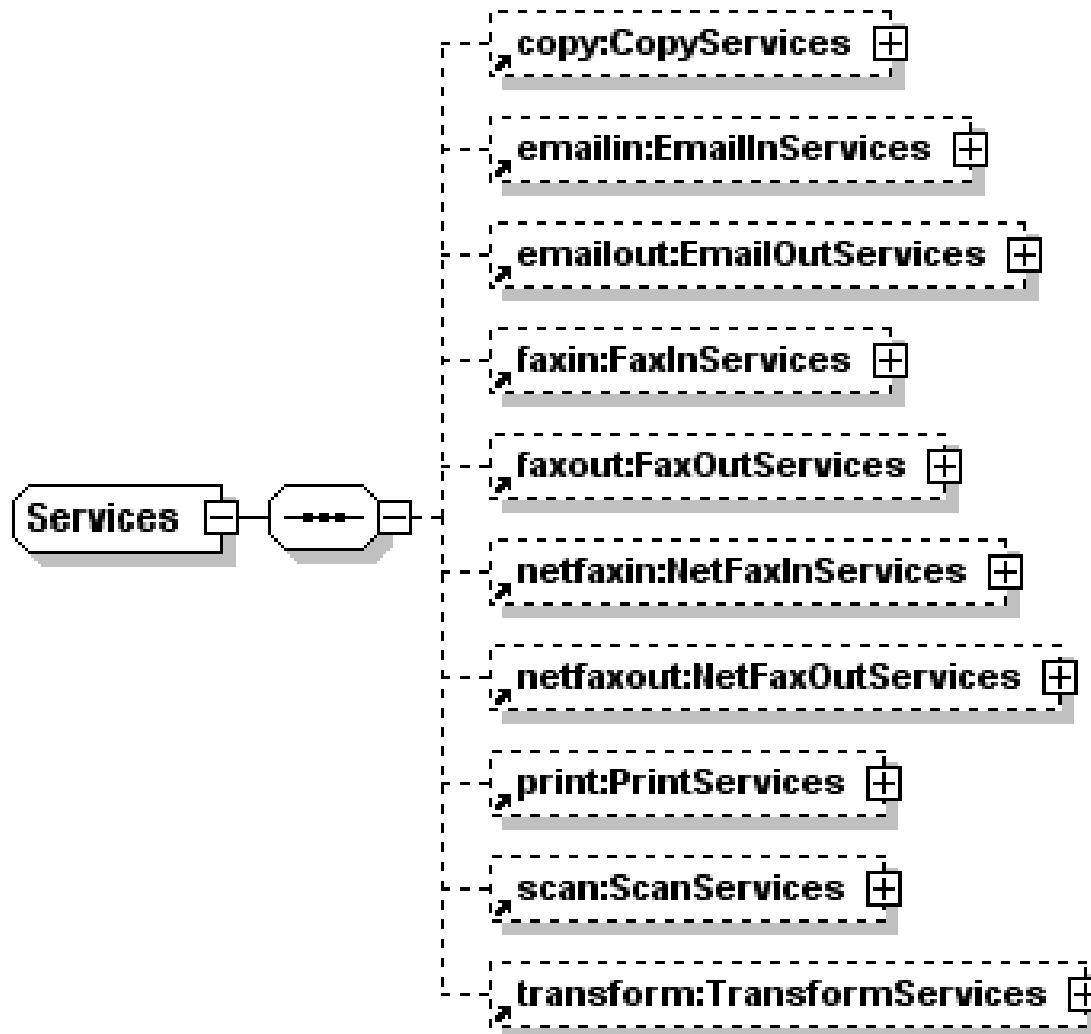 copy:CopyServices
emailin:EmailInServices
emailout:EmailOutServices
faxin:FaxInServices
faxout:FaxOutServices
Services
netfaxin:NetFaxInServices
netfaxout:NetFaxOutServices
print:PrintServices
scan:ScanServices
transform:TransformServices